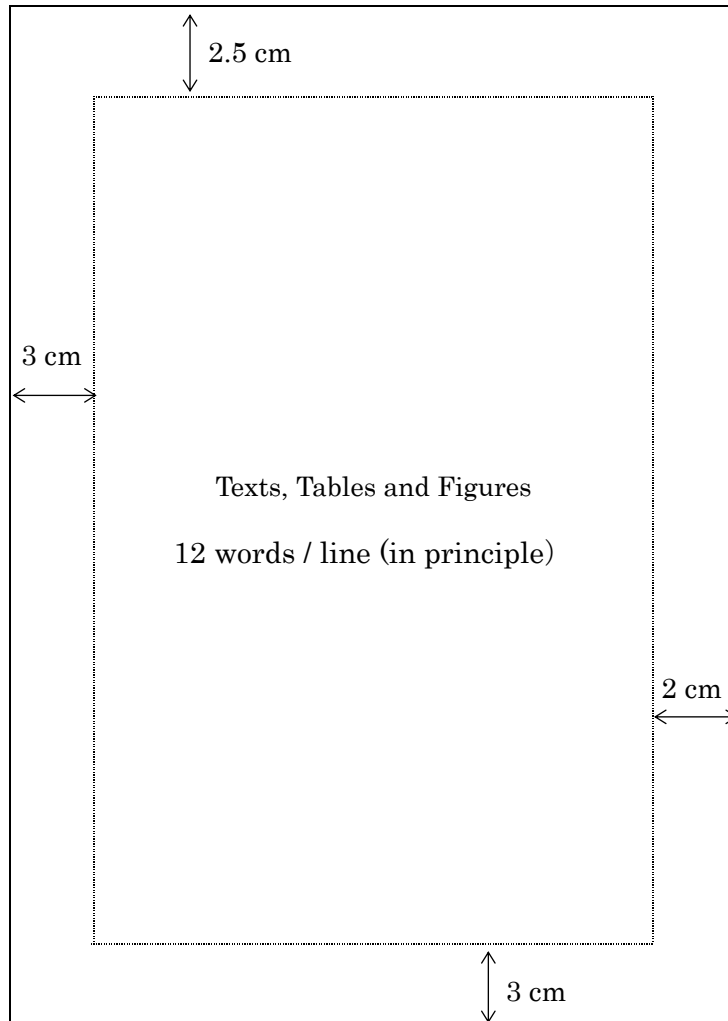 2.5 cm
3 cm
Texts, Tables and Figures
12 words / line (in principle)
2 cm
3 cm